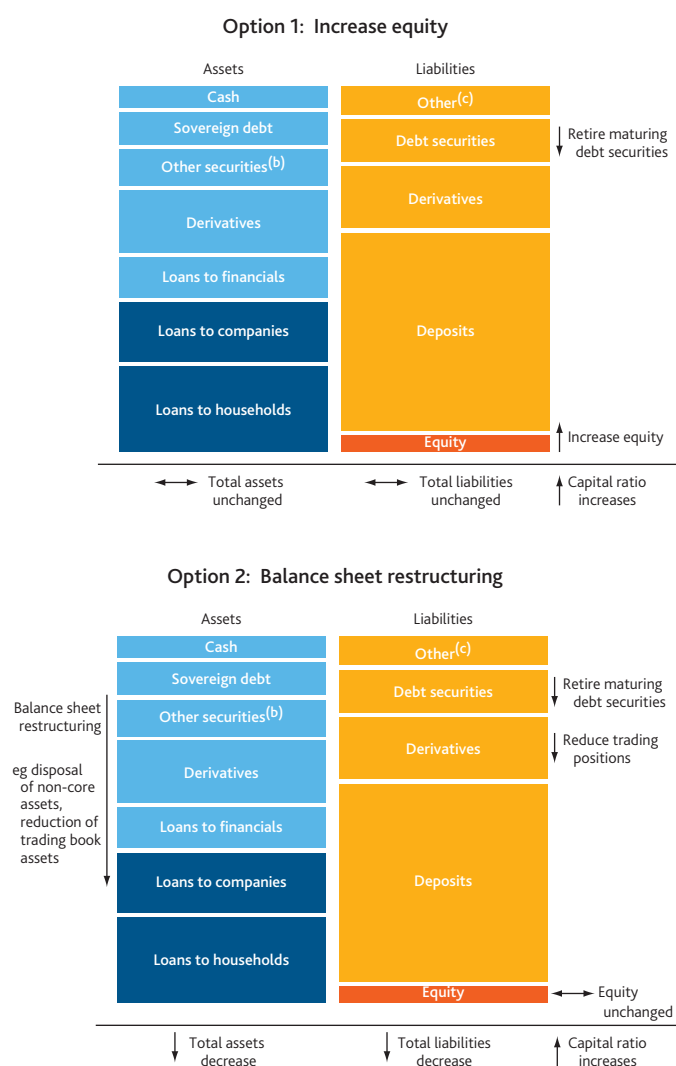 Option 1: Increase equity
Assets
Liabilities
Cash
Other(c)
Sovereign debt
Debt securities
Retire maturing
debt securities
Other securities(b)
Derivatives
Derivatives
Loans to financials
Loans to companies
Deposits
Loans to households
Equity
Increase equity
Total assets
unchanged
Total liabilities
unchanged
Capital ratio
increases
Option 2: Balance sheet restructuring
Assets
Liabilities
Cash
Other(c)
Sovereign debt
Debt securities
Retire maturing
debt securities
Balance sheet
restructuring
eg disposal
of non-core
assets,
reduction of
trading book
assets
Other securities(b)
Derivatives
Derivatives
Reduce trading
positions
Loans to financials
Loans to companies
Deposits
Loans to households
Equity
Equity
unchanged
Total assets
decrease
Total liabilities
decrease
Capital ratio
increases